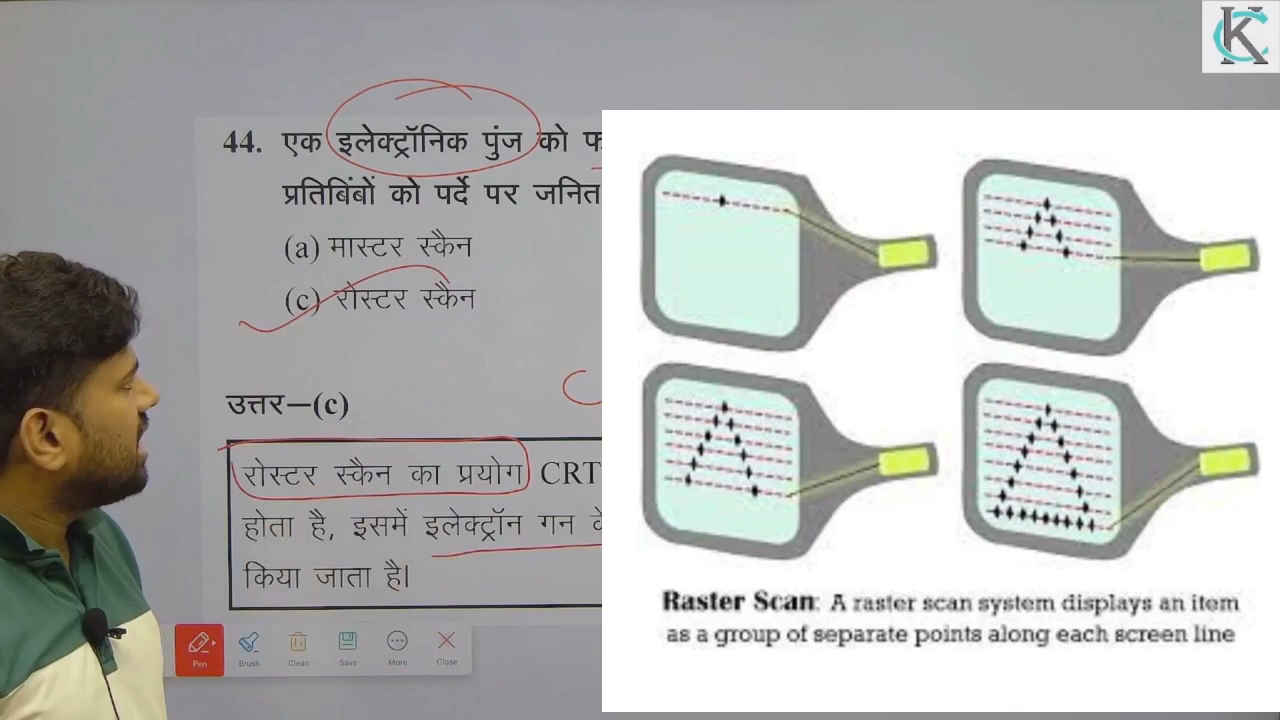 44. एक इलेक्ट्रॉनिक पुंज को
प्रतिबिंबों को पर्दे पर जनित
(a) मास्टर स्कैन
(c) रोस्टर स्कैन
उत्तर–(c)
रोस्टर स्कैन का प्रयोग CRT
होता है, इसमें इलेक्ट्रॉन गन
किया जाता है।
Pen
Brush
Clean
Save
More
Close
Raster Scan: A raster scan system displays an item
as a group of separate points along each screen line
KC